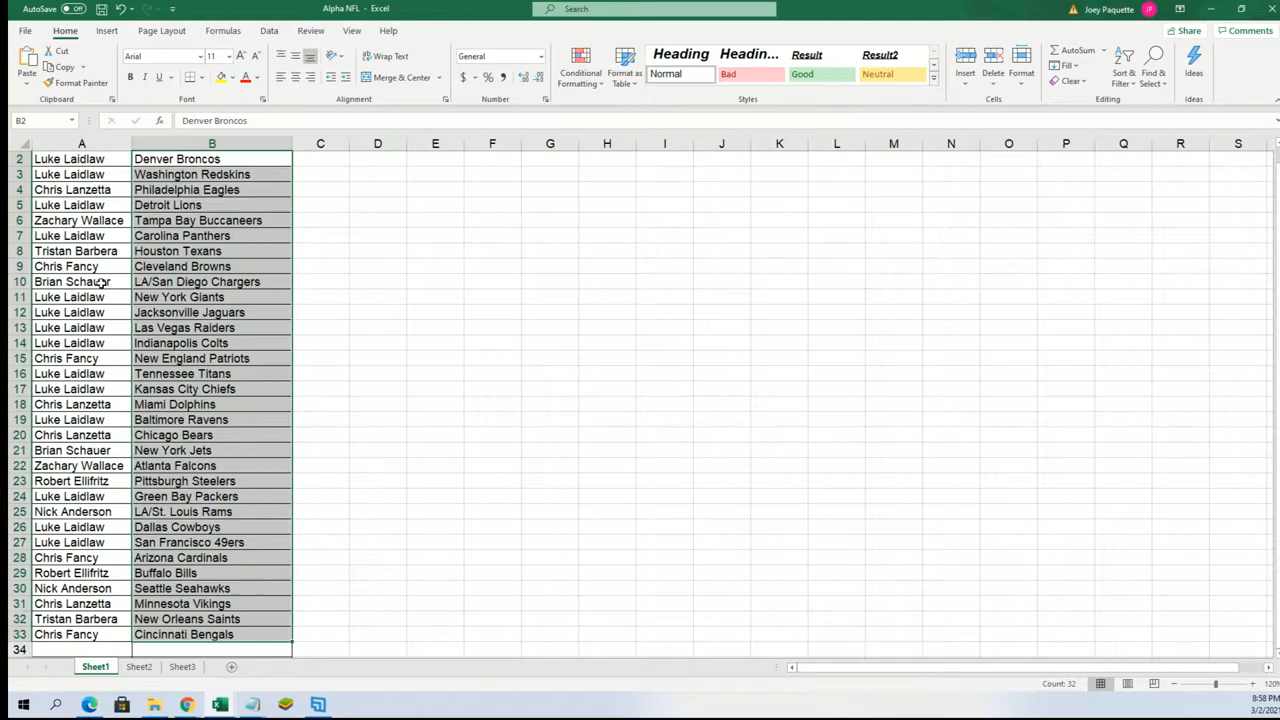 AutoSave Off
Alpha NFL - Excel
Search
Joey Paquette JP
File Home Insert Page Layout Formulas Data Review View Help
Share Comments
Cut
Copy
Format Painter
Paste
Clipboard
Arial 11
B I U
Font
Wrap Text
Merge & Center
Alignment
General
$ % ,
Number
Conditional Formatting
Format as Table
Heading Headin... Result Result2
Normal Bad Good Neutral
Styles
Insert Delete Format
Cells
AutoSum
Fill
Clear
Sort & Filter
Find & Select
Editing
Ideas
Ideas
B2 fx Denver Broncos
A B C D E F G H I J K L M N O P Q R S
2 Luke Laidlaw Denver Broncos
3 Luke Laidlaw Washington Redskins
4 Chris Lanzetta Philadelphia Eagles
5 Luke Laidlaw Detroit Lions
6 Zachary Wallace Tampa Bay Buccaneers
7 Luke Laidlaw Carolina Panthers
8 Tristan Barbera Houston Texans
9 Chris Fancy Cleveland Browns
10 Brian Schauer LA/San Diego Chargers
11 Luke Laidlaw New York Giants
12 Luke Laidlaw Jacksonville Jaguars
13 Luke Laidlaw Las Vegas Raiders
14 Luke Laidlaw Indianapolis Colts
15 Chris Fancy New England Patriots
16 Luke Laidlaw Tennessee Titans
17 Luke Laidlaw Kansas City Chiefs
18 Chris Lanzetta Miami Dolphins
19 Luke Laidlaw Baltimore Ravens
20 Chris Lanzetta Chicago Bears
21 Brian Schauer New York Jets
22 Zachary Wallace Atlanta Falcons
23 Robert Ellifritz Pittsburgh Steelers
24 Luke Laidlaw Green Bay Packers
25 Nick Anderson LA/St. Louis Rams
26 Luke Laidlaw Dallas Cowboys
27 Luke Laidlaw San Francisco 49ers
28 Chris Fancy Arizona Cardinals
29 Robert Ellifritz Buffalo Bills
30 Nick Anderson Seattle Seahawks
31 Chris Lanzetta Minnesota Vikings
32 Tristan Barbera New Orleans Saints
33 Chris Fancy Cincinnati Bengals
34
Sheet1 Sheet2 Sheet3
Count: 32
8:58 PM
3/2/2021